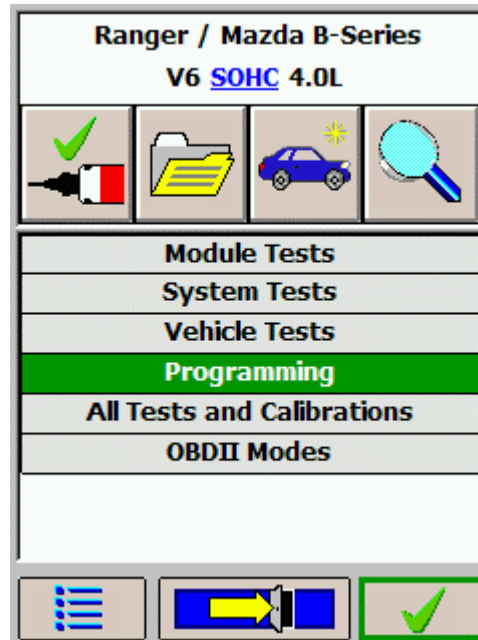 Ranger / Mazda B-Series
V6 SOHC 4.0L
Module Tests
System Tests
Vehicle Tests
Programming
All Tests and Calibrations
OBDII Modes